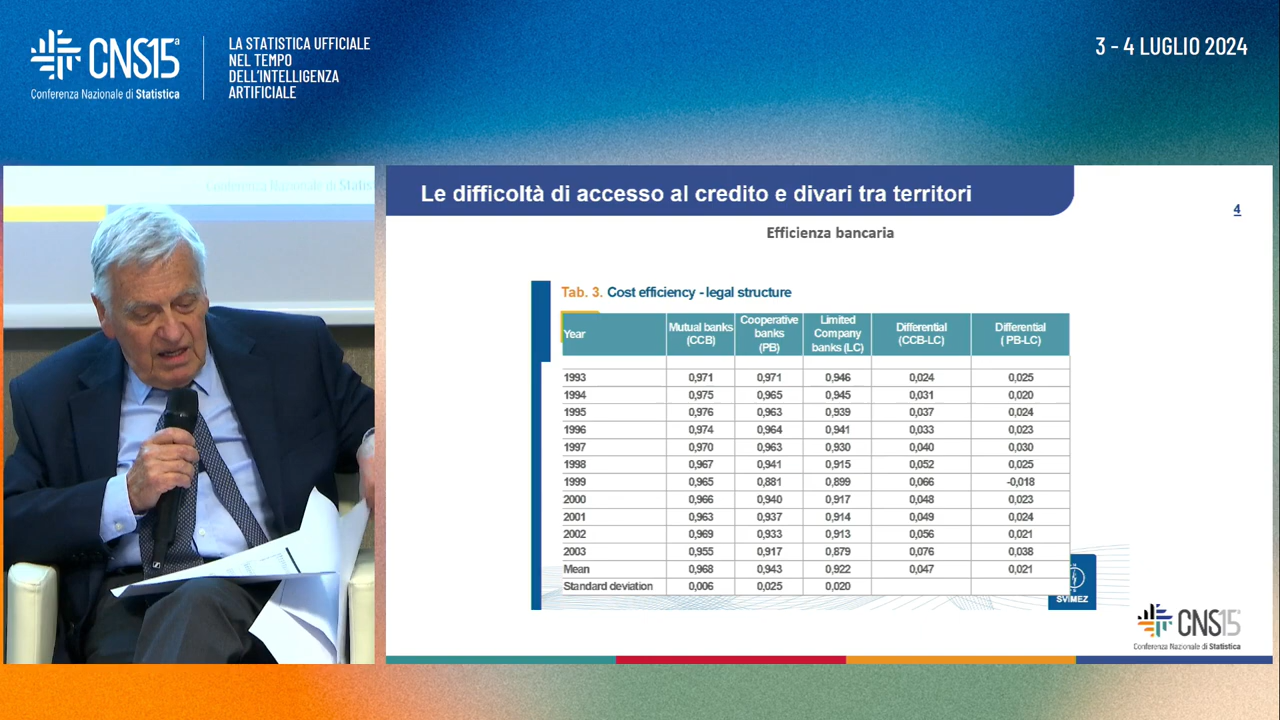 CNS15ª
Conferenza Nazionale di Statistica
LA STATISTICA UFFICIALE
NEL TEMPO
DELL'INTELLIGENZA
ARTIFICIALE
3 - 4 LUGLIO 2024
Conferenza Nazionale di Statis
Le difficoltà di accesso al credito e divari tra territori
4
Efficienza bancaria
Tab. 3. Cost efficiency - legal structure
Year Mutual banks (CCB) Cooperative banks (PB) Limited Company banks (LC) Differential (CCB-LC) Differential ( PB-LC)
1993 0,971 0,971 0,946 0,024 0,025
1994 0,975 0,965 0,945 0,031 0,020
1995 0,976 0,963 0,939 0,037 0,024
1996 0,974 0,964 0,941 0,033 0,023
1997 0,970 0,963 0,930 0,040 0,030
1998 0,967 0,941 0,915 0,052 0,025
1999 0,965 0,881 0,899 0,066 -0,018
2000 0,966 0,940 0,917 0,048 0,023
2001 0,963 0,937 0,914 0,049 0,024
2002 0,969 0,933 0,913 0,056 0,021
2003 0,955 0,917 0,879 0,076 0,038
Mean 0,968 0,943 0,922 0,047 0,021
Standard deviation 0,006 0,025 0,020
SVIMEZ
CNS15ª
Conferenza Nazionale di Statistica